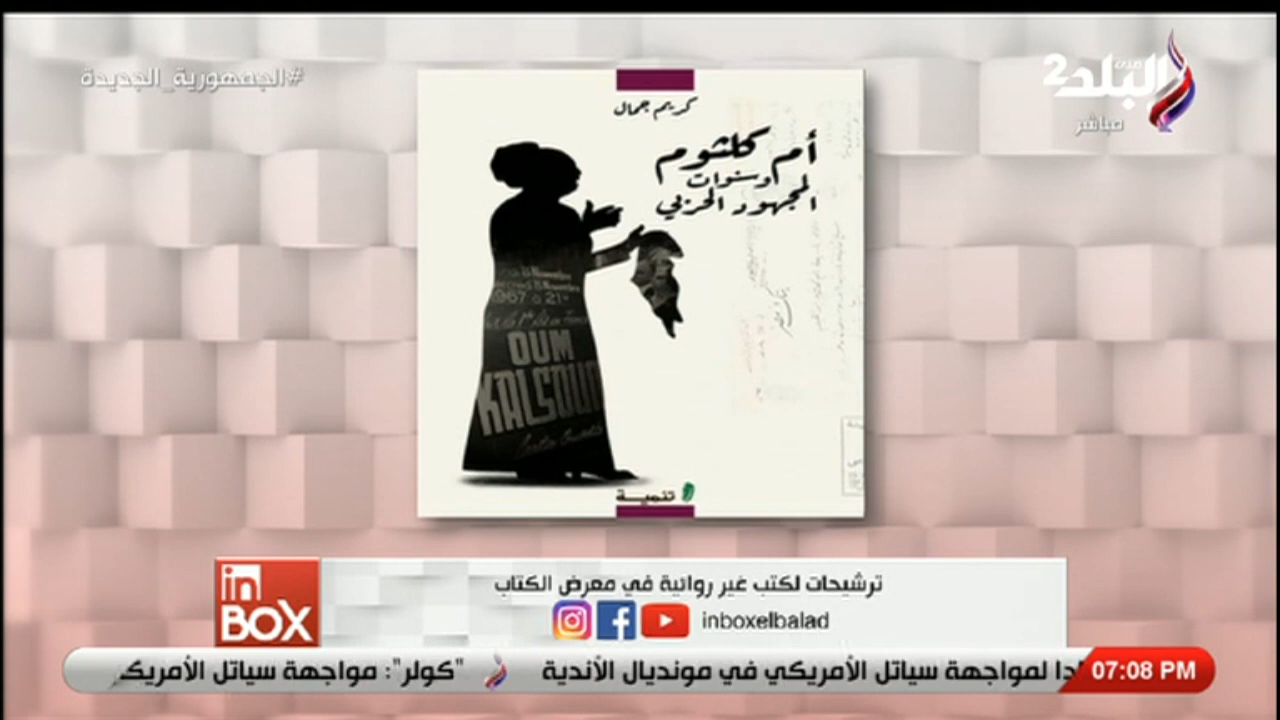 #الجمهورية_الجديدة
صدى البلد 2
مباشر
كريم جمال
أم كلثوم
وسنوات
المجهود الحربي
1967 à 21
OUM
KALSOUM
تنمية
in
BOX
ترشيحات لكتب غير روائية في معرض الكتاب
inboxelbalad
لمواجهة سياتل الأمريكي في مونديال الأندية "كولر": مواجهة سياتل
07:08 PM